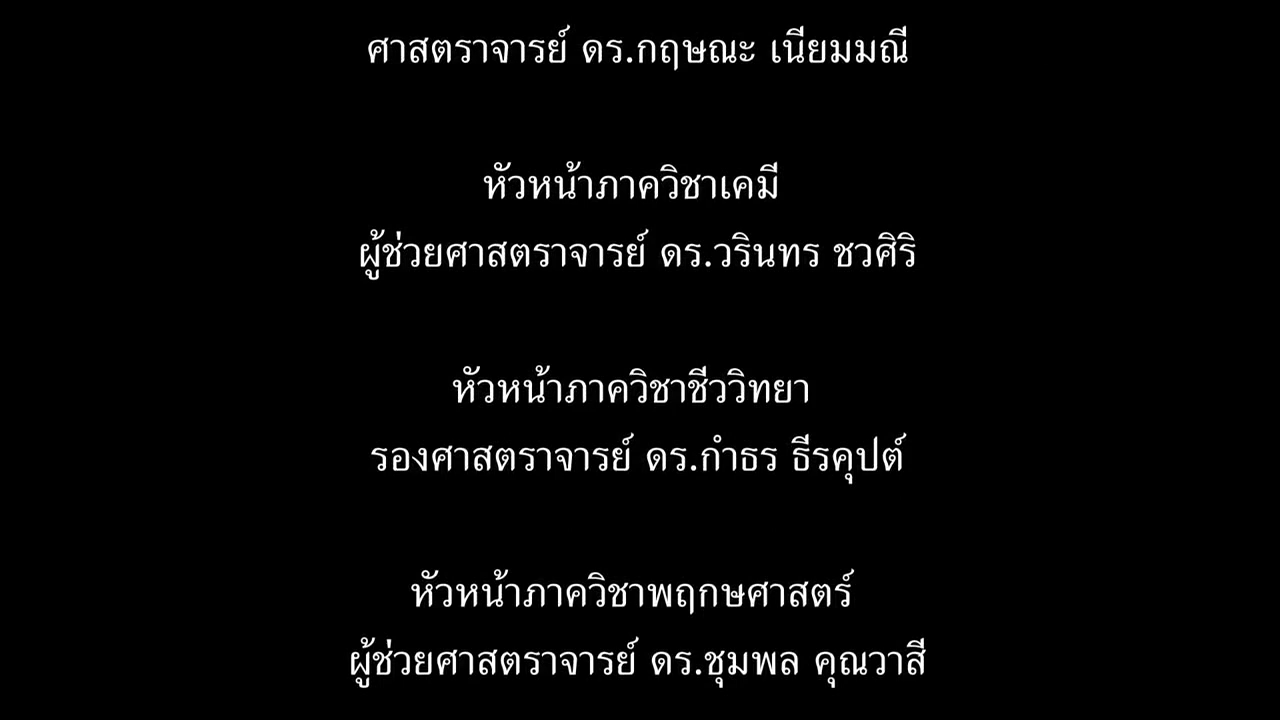 ศาสตราจารย์ ดร.กฤษณะ เนียมมณี
หัวหน้าภาควิชาเคมี
ผู้ช่วยศาสตราจารย์ ดร.วรินทร ชวศิริ
หัวหน้าภาควิชาชีววิทยา
รองศาสตราจารย์ ดร.กำธร ธีรคุปต์
หัวหน้าภาควิชาพฤกษศาสตร์
ผู้ช่วยศาสตราจารย์ ดร.ชุมพล คุณวาสี